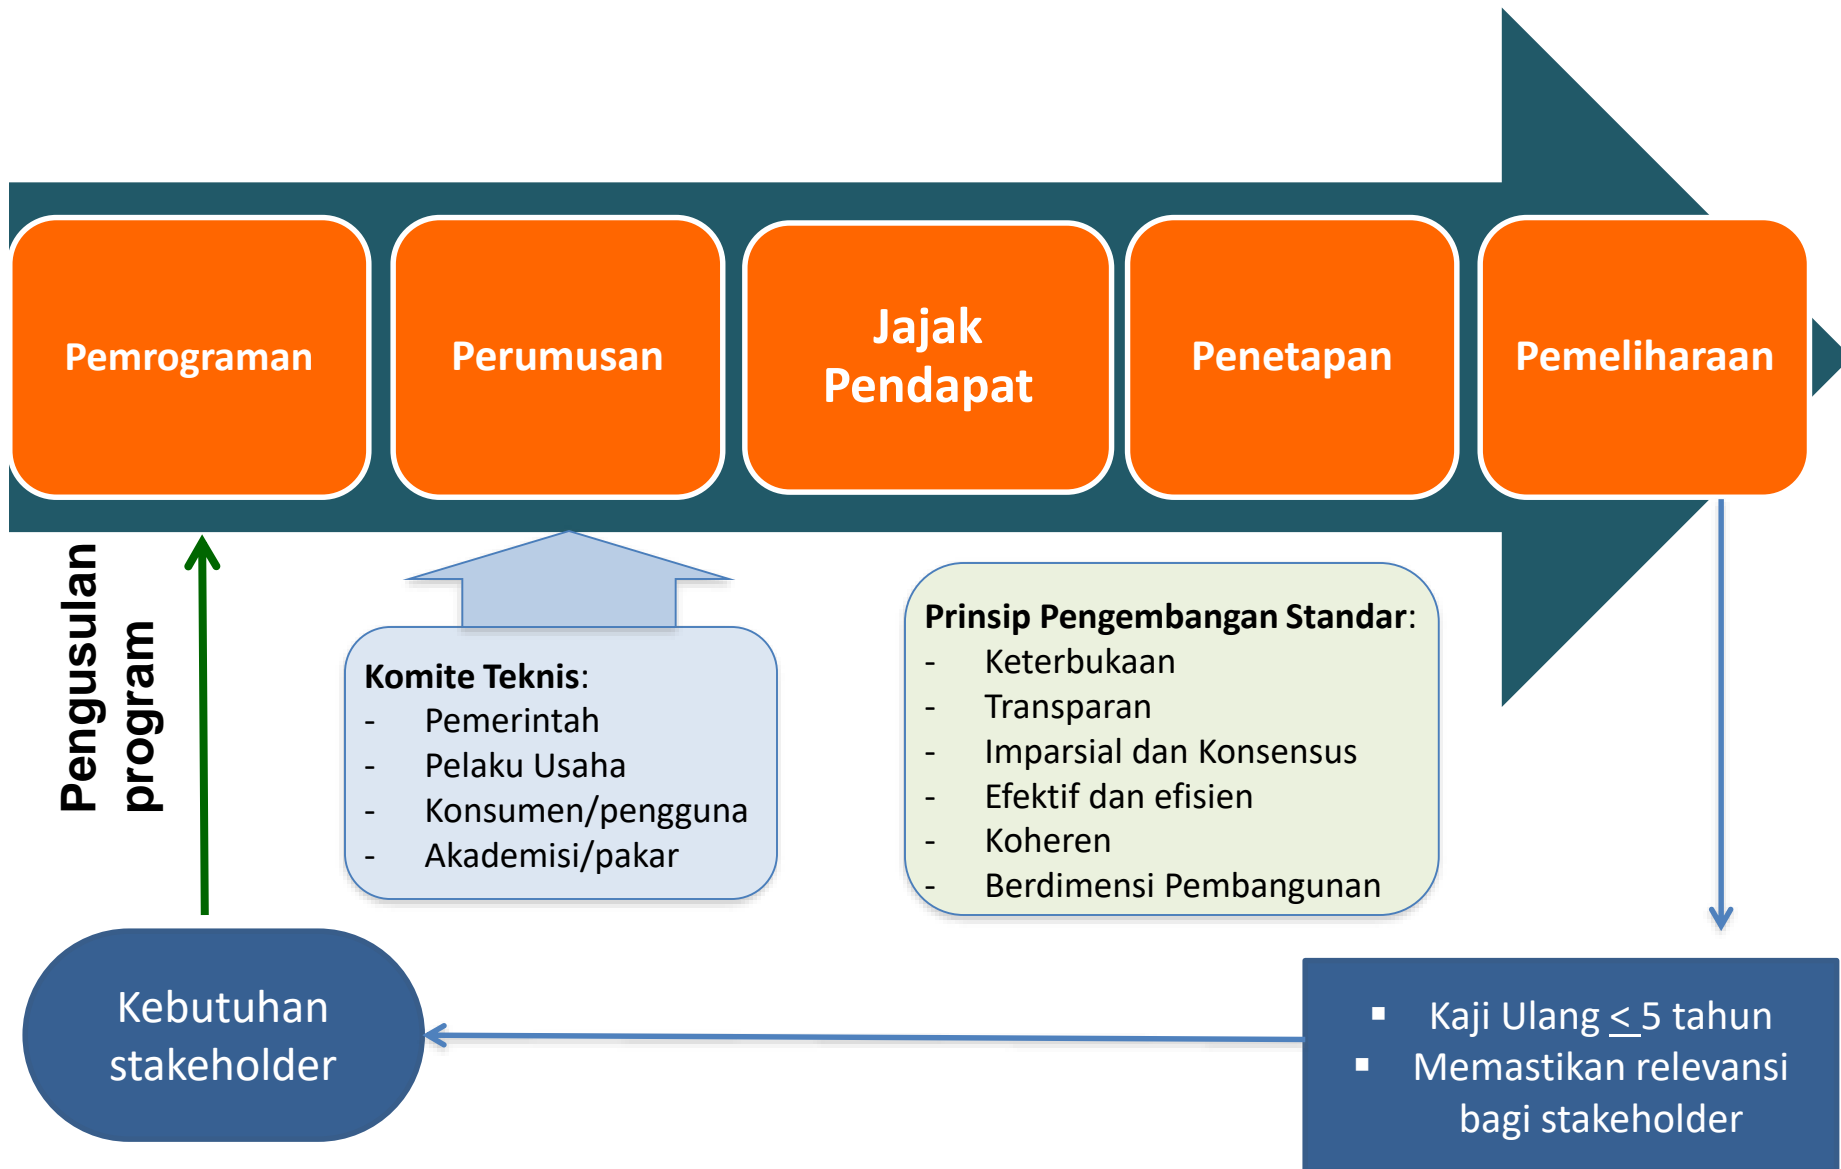 Pemrograman
Perumusan
Jajak
Pendapat
Penetapan
Pemeliharaan
Pengusulan
program
Komite Teknis:
- Pemerintah
- Pelaku Usaha
- Konsumen/pengguna
- Akademisi/pakar
Prinsip Pengembangan Standar:
- Keterbukaan
- Transparan
- Imparsial dan Konsensus
- Efektif dan efisien
- Koheren
- Berdimensi Pembangunan
Kebutuhan
stakeholder
▪ Kaji Ulang < 5 tahun
▪ Memastikan relevansi
bagi stakeholder